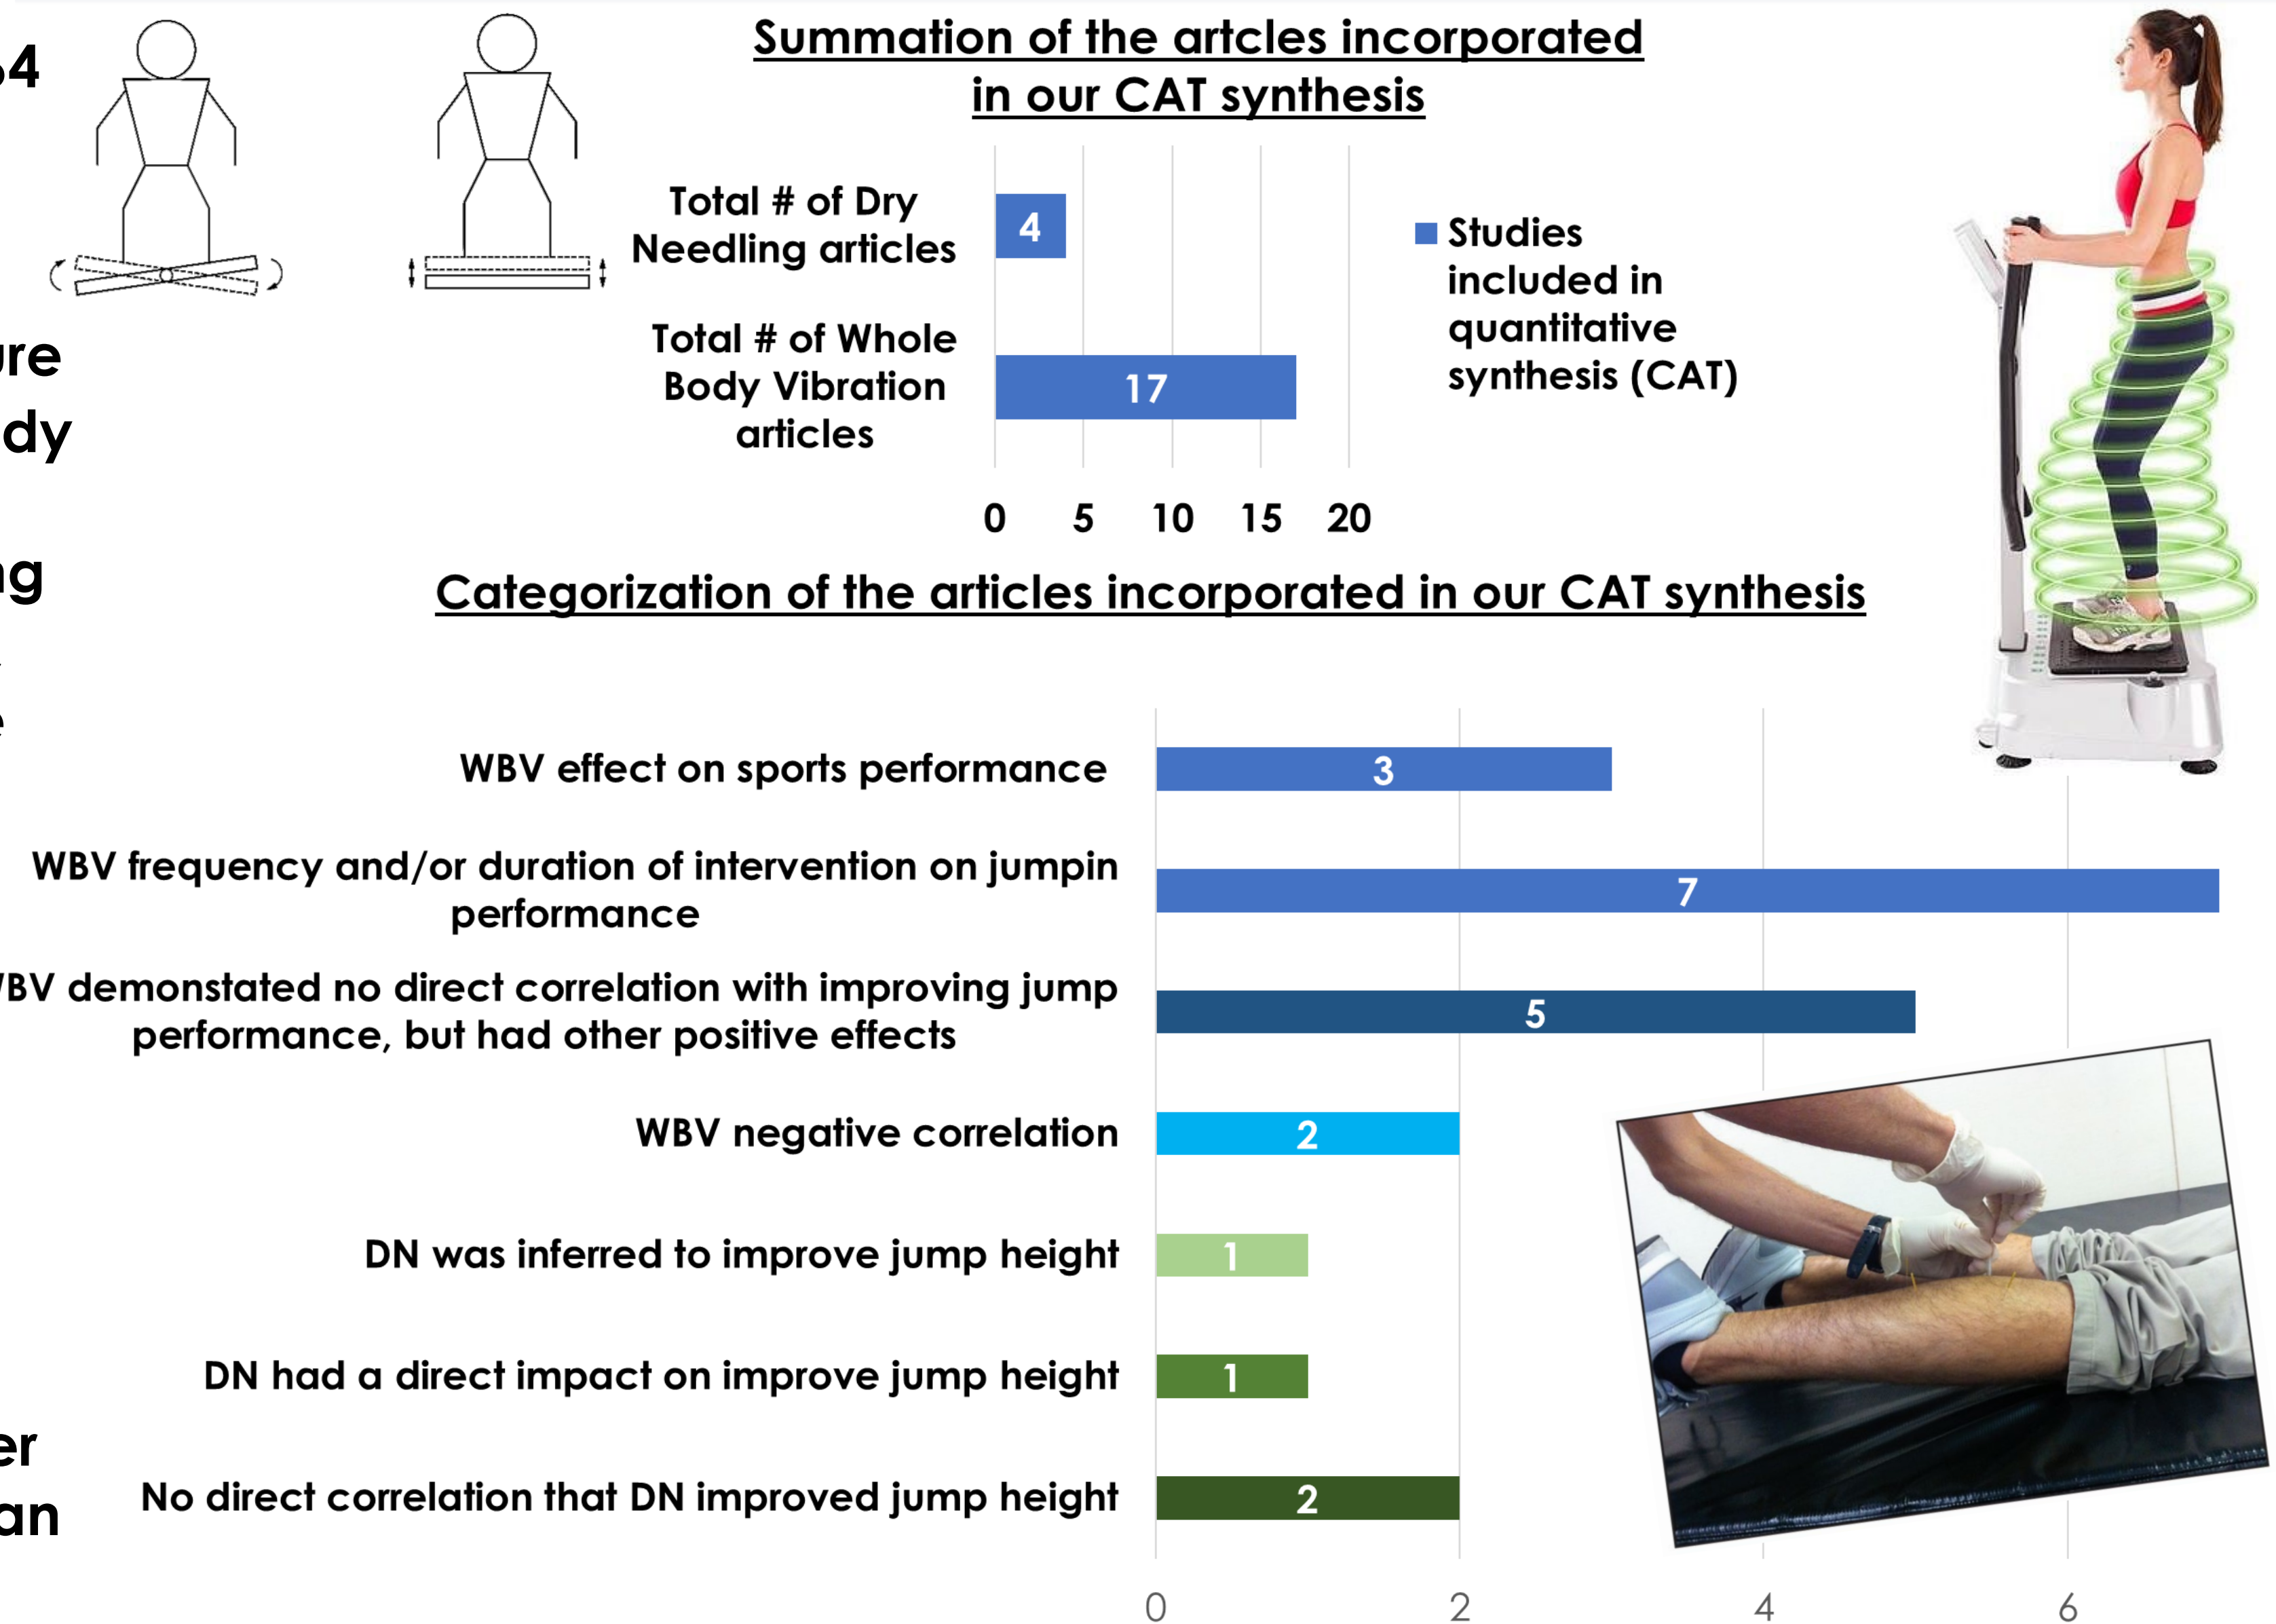 Summation of the artcles incorporated
in our CAT synthesis
Total # of Dry
Needling articles
4
Total # of Whole
Body Vibration
articles
17
0 5 10 15 20
Studies
included in
quantitative
synthesis (CAT)
Categorization of the articles incorporated in our CAT synthesis
WBV effect on sports performance
3
WBV frequency and/or duration of intervention on jumpin
performance
7
WBV demonstated no direct correlation with improving jump
performance, but had other positive effects
5
WBV negative correlation
2
DN was inferred to improve jump height
1
DN had a direct impact on improve jump height
1
No direct correlation that DN improved jump height
2
0 2 4 6